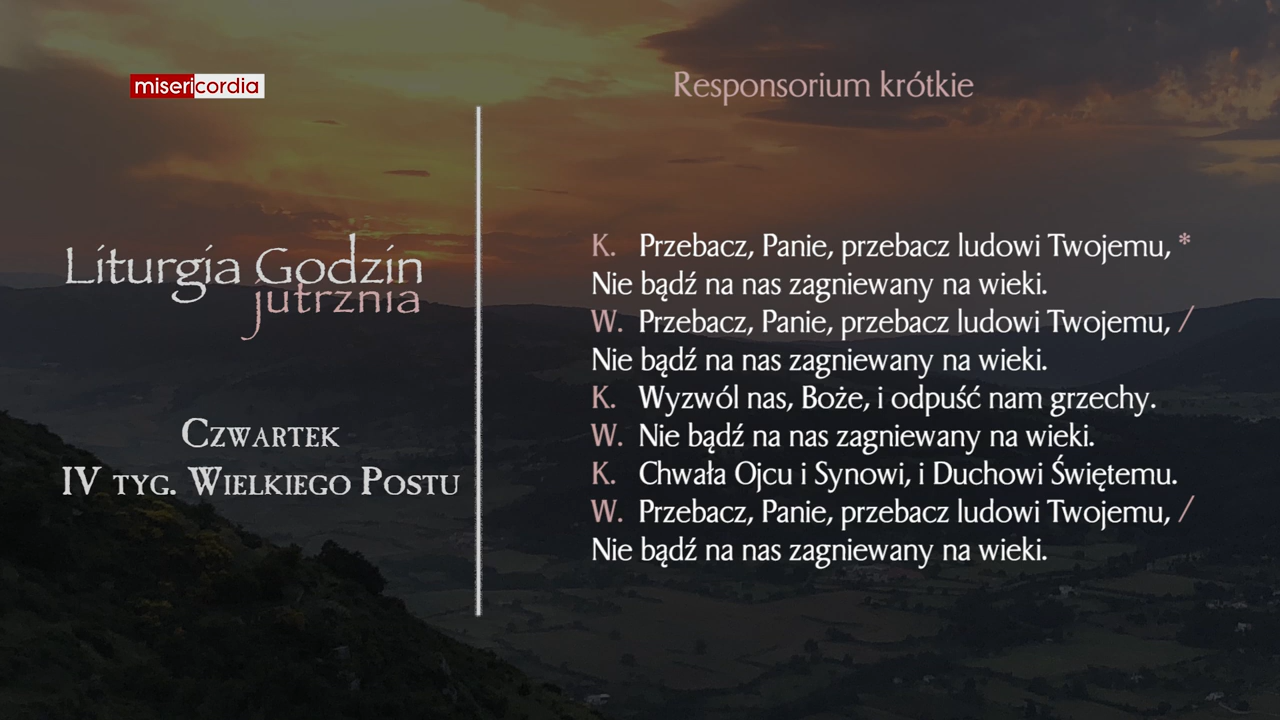 misericordia
Liturgia Godzin
jutrznia
Czwartek
IV tyg. Wielkiego Postu
Responsorium krótkie
K. Przebacz, Panie, przebacz ludowi Twojemu, *
Nie bądź na nas zagniewany na wieki.
W. Przebacz, Panie, przebacz ludowi Twojemu, /
Nie bądź na nas zagniewany na wieki.
K. Wyzwól nas, Boże, i odpuść nam grzechy.
W. Nie bądź na nas zagniewany na wieki.
K. Chwała Ojcu i Synowi, i Duchowi Świętemu.
W. Przebacz, Panie, przebacz ludowi Twojemu, /
Nie bądź na nas zagniewany na wieki.